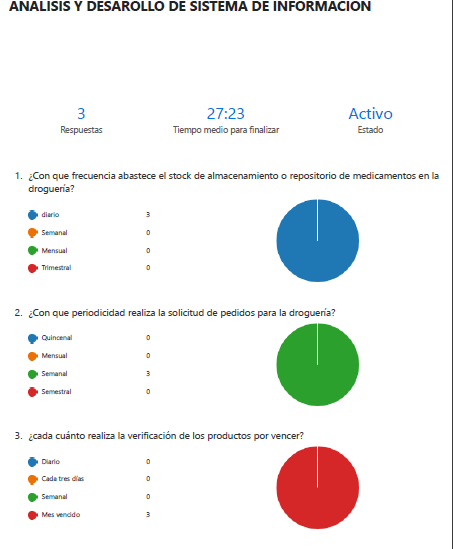 ANÁLISIS Y DESAROLLO DE SISTEMA DE INFORMACIÓN
3 27:23 Activo
Respuestas Tiempo medio para finalizar Estado
1. ¿Con que frecuencia abastece el stock de almacenamiento o repositorio de medicamentos en la
droguería?
diario 3
Semanal 0
Mensual 0
Trimestral 0
2. ¿Con que periodicidad realiza la solicitud de pedidos para la droguería?
Quincenal 0
Mensual 0
Semanal 3
Semestral 0
3. ¿cada cuánto realiza la verificación de los productos por vencer?
Diario 0
Cada tres días 0
Semanal 0
Mes vencido 3